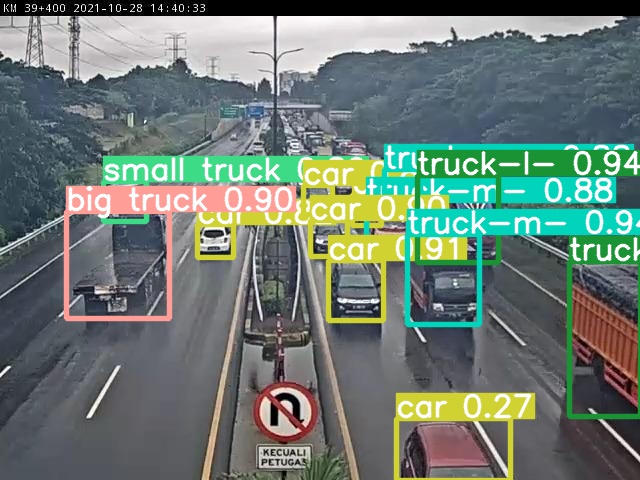 KM 39+400 2021-10-28 14:40:33
truck-l- 0.94
small truck
car
big truck 0.90
truck-m- 0.88
car 0.90
truck-m- 0.94
car 0.91
truck
car 0.27
KECUALI
PETUGAS